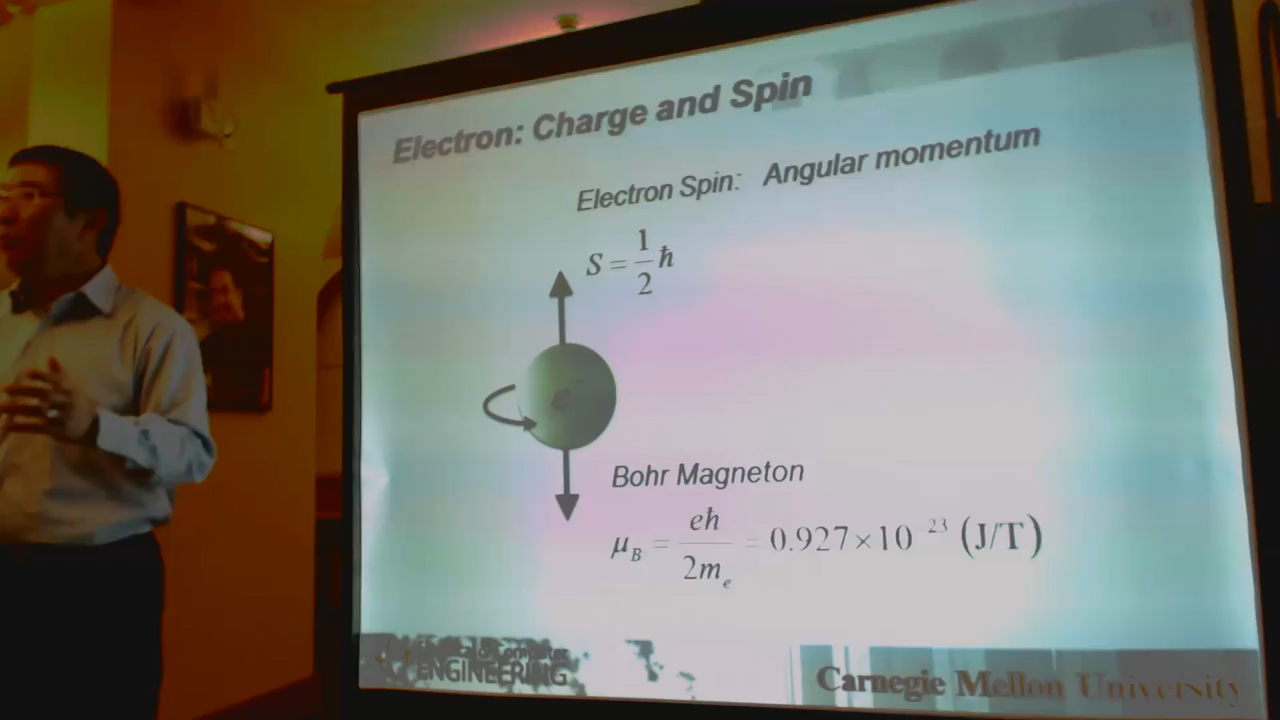 Electron: Charge and Spin
Electron Spin: Angular momentum
S = 1/2 ħ
Bohr Magneton
μ_B = eħ / 2m_e = 0.927×10 23 (J/T)
ENGINEERING
Carnegie Mellon University